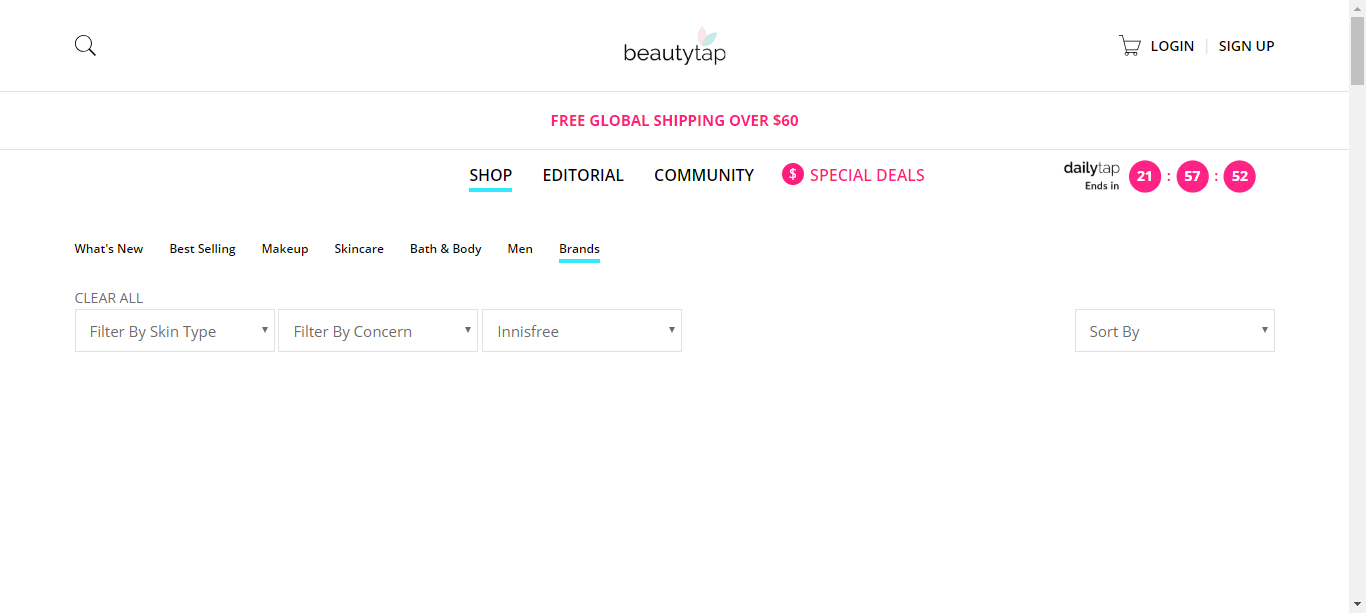 beautytap
LOGIN
SIGN UP
FREE GLOBAL SHIPPING OVER $60
SHOP
EDITORIAL
COMMUNITY
$ SPECIAL DEALS
dailytap
Ends in
21 : 57 : 52
What's New
Best Selling
Makeup
Skincare
Bath & Body
Men
Brands
CLEAR ALL
Filter By Skin Type
Filter By Concern
Innisfree
Sort By